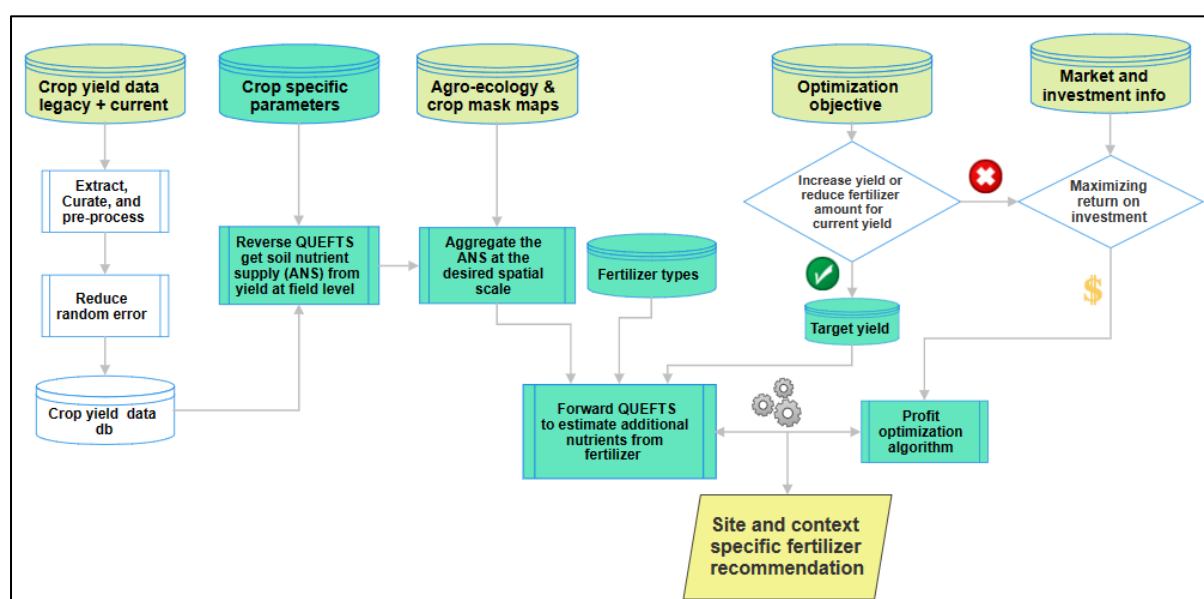 Crop yield data
legacy + current
Crop specific
parameters
Agro-ecology &
crop mask maps
Optimization
objective
Market and
investment info
Extract,
Curate, and
pre-process
Increase yield or
reduce fertilizer
amount for
current yield
Maximizing
return on
investment
Reverse QUEFTS
get soil nutrient
supply (ANS) from
yield at field level
Aggregate the
ANS at the
desired spatial
scale
Fertilizer types
$
Reduce
random error
Target yield
Crop yield data
db
Forward QUEFTS
to estimate additional
nutrients from
fertilizer
Profit
optimization
algorithm
Site and context
specific fertilizer
recommendation